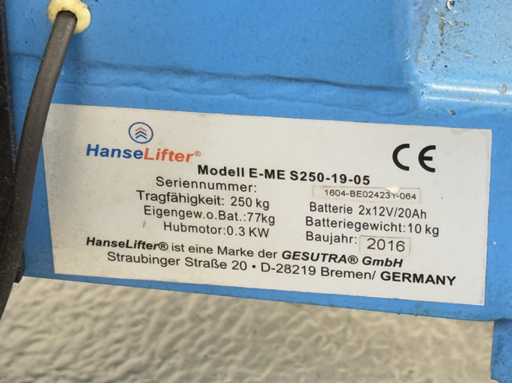 HanseLifter®
CE
Modell E-ME S250-19-05
Seriennummer: 1604-BE024231-064
Tragfähigkeit: 250 kg Batterie 2x12V/20Ah
Eigengew.o.Bat.: 77kg Batteriegewicht: 10 kg
Hubmotor: 0.3 KW Baujahr: 2016
HanseLifter® ist eine Marke der GESUTRA® GmbH
Straubinger Straße 20 • D-28219 Bremen/ GERMANY